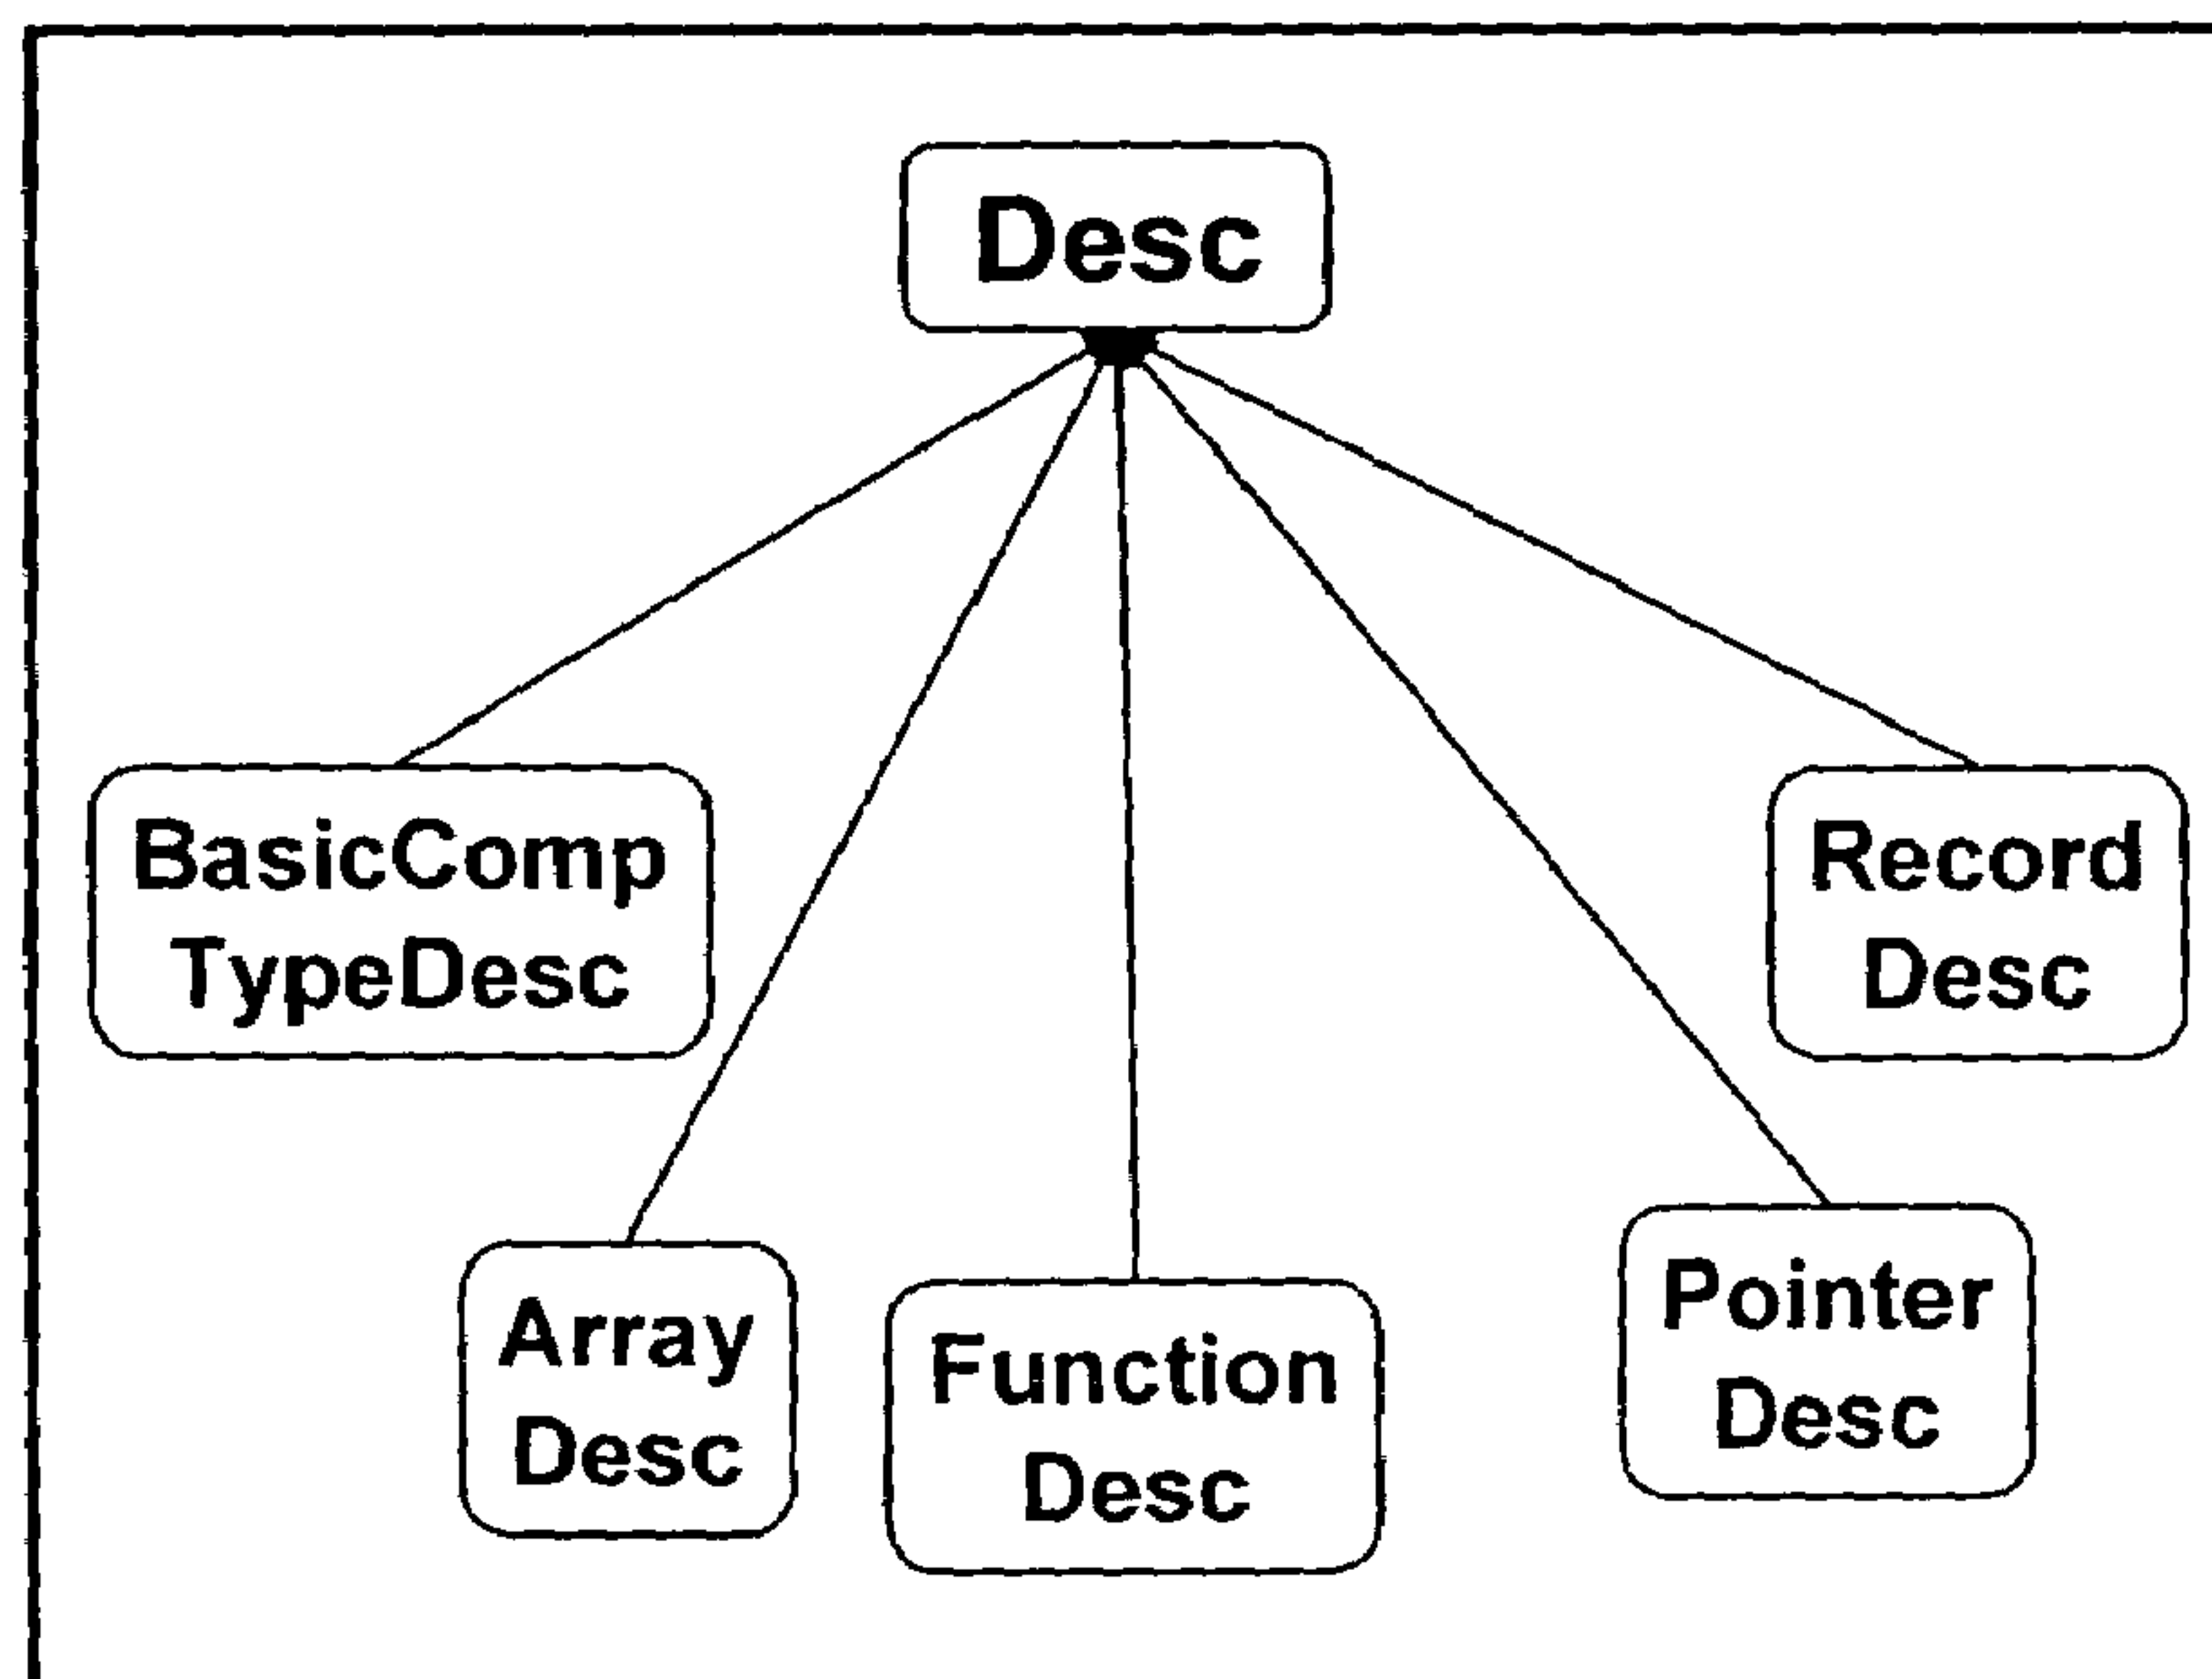 Desc
BasicComp
TypeDesc
Record
Desc
Array
Desc
Function
Desc
Pointer
Desc